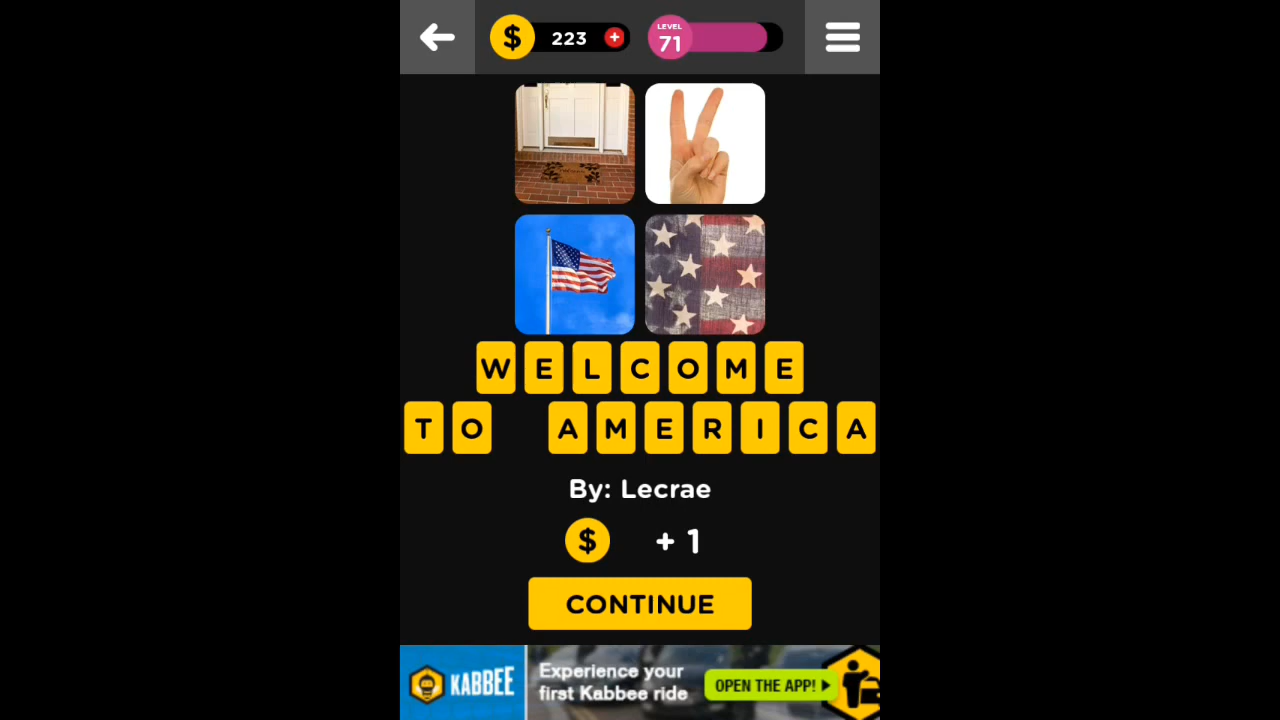 $ 223 +
LEVEL
71
WELCOME
TO AMERICA
By: Lecrae
$ + 1
CONTINUE
KABBEE
Experience your
first Kabbee ride
OPEN THE APP!